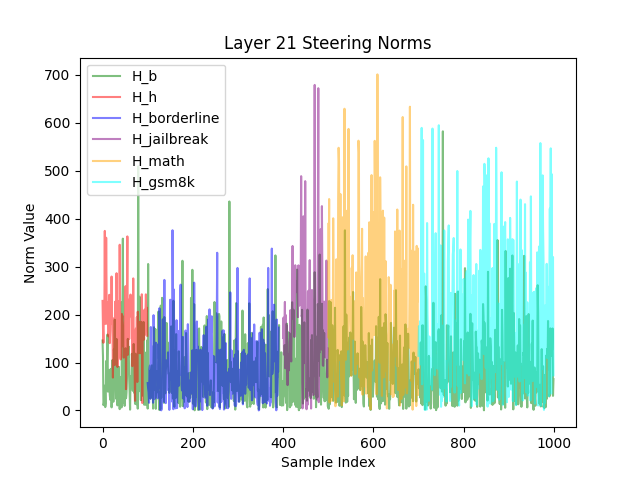 Layer 21 Steering Norms
H_b
H_h
H_borderline
H_jailbreak
H_math
H_gsm8k
Norm Value
700
600
500
400
300
200
100
0
0
200
400
600
800
1000
Sample Index